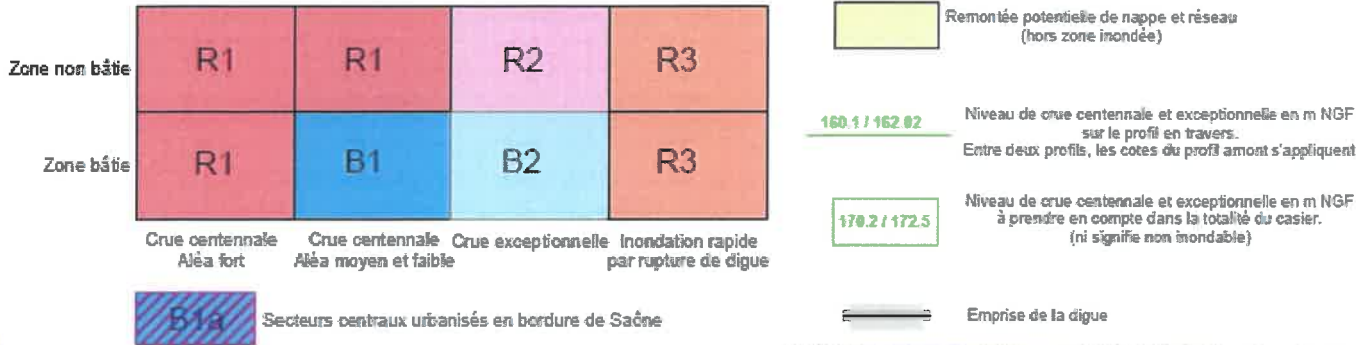 Zone non bâtie
R1
R1
R2
R3
Zone bâtie
R1
B1
B2
R3
Crue centennale
Aléa fort
Crue centennale
Aléa moyen et faible
Crue exceptionnelle
Inondation rapide
par rupture de digue
B1a
Secteurs centraux urbanisés en bordure de Saône
Remontée potentielle de nappe et réseau
(hors zone inondée)
160.1 / 162.02
Niveau de crue centennale et exceptionnelle en m NGF
sur le profil en travers.
Entre deux profils, les cotes du profil amont s'appliquent
170.2 / 172.5
Niveau de crue centennale et exceptionnelle en m NGF
à prendre en compte dans la totalité du casier.
(ni signifie non inondable)
Emprise de la digue